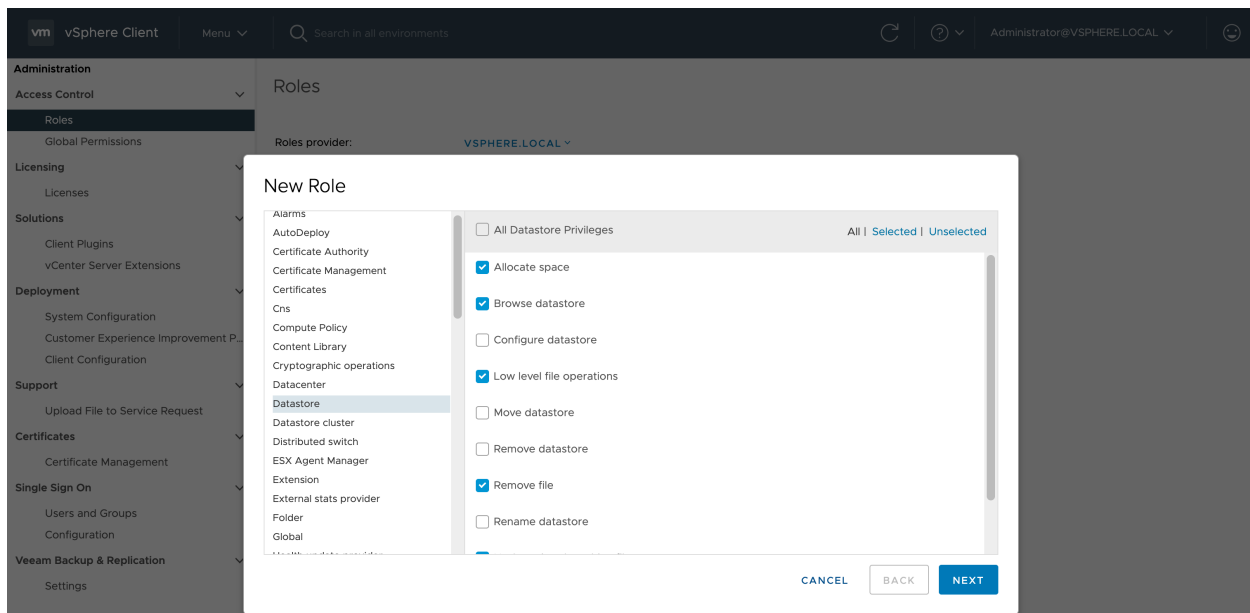 vm vSphere Client Menu Search in all environments Administrator@VSPHERE.LOCAL
Administration
Access Control
Roles
Global Permissions
Licensing
Licenses
Solutions
Client Plugins
vCenter Server Extensions
Deployment
System Configuration
Customer Experience Improvement P...
Client Configuration
Support
Upload File to Service Request
Certificates
Certificate Management
Single Sign On
Users and Groups
Configuration
Veeam Backup & Replication
Settings
Roles
Roles provider: VSPHERE.LOCAL
New Role
Alarms
AutoDeploy
Certificate Authority
Certificate Management
Certificates
Cns
Compute Policy
Content Library
Cryptographic operations
Datacenter
Datastore
Datastore cluster
Distributed switch
ESX Agent Manager
Extension
External stats provider
Folder
Global
All Datastore Privileges All | Selected | Unselected
Allocate space
Browse datastore
Configure datastore
Low level file operations
Move datastore
Remove datastore
Remove file
Rename datastore
CANCEL BACK NEXT